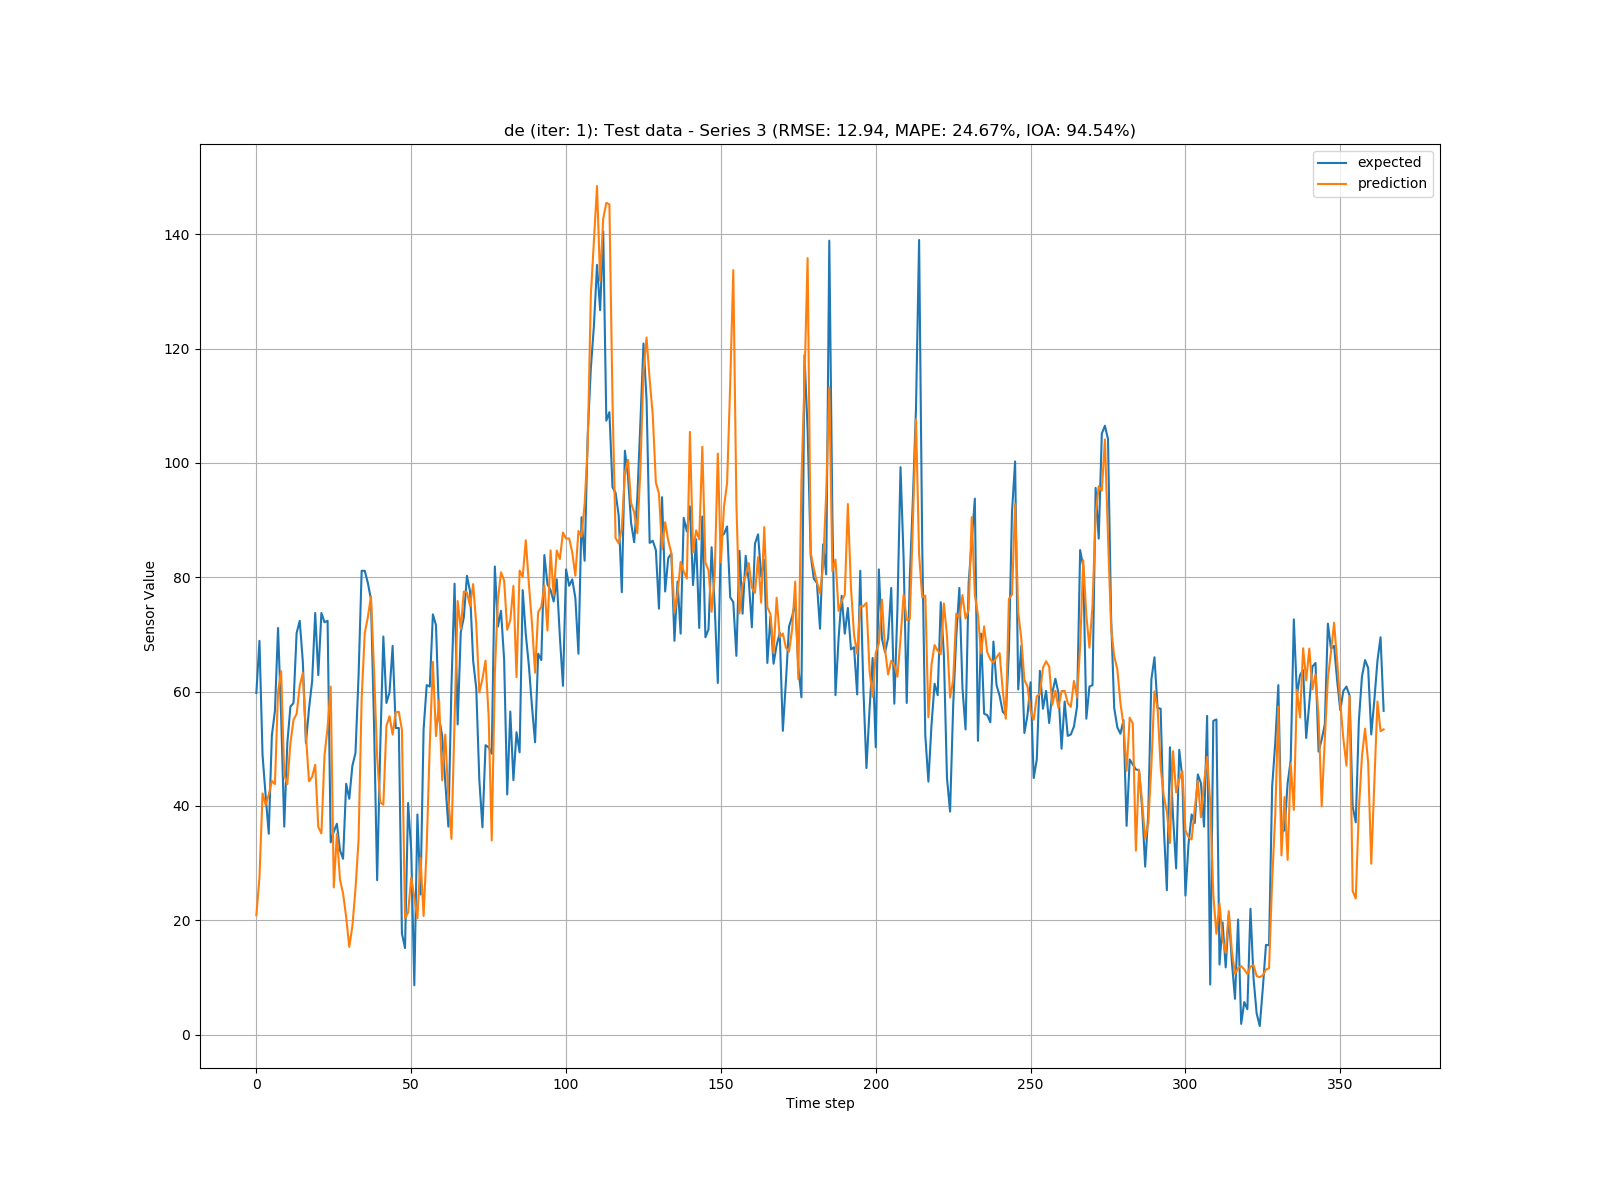 de (iter: 1): Test data - Series 3 (RMSE: 12.94, MAPE: 24.67%, IOA: 94.54%)
expected
prediction
Sensor Value
140
120
100
80
60
40
20
0
0 50 100 150 200 250 300 350
Time step